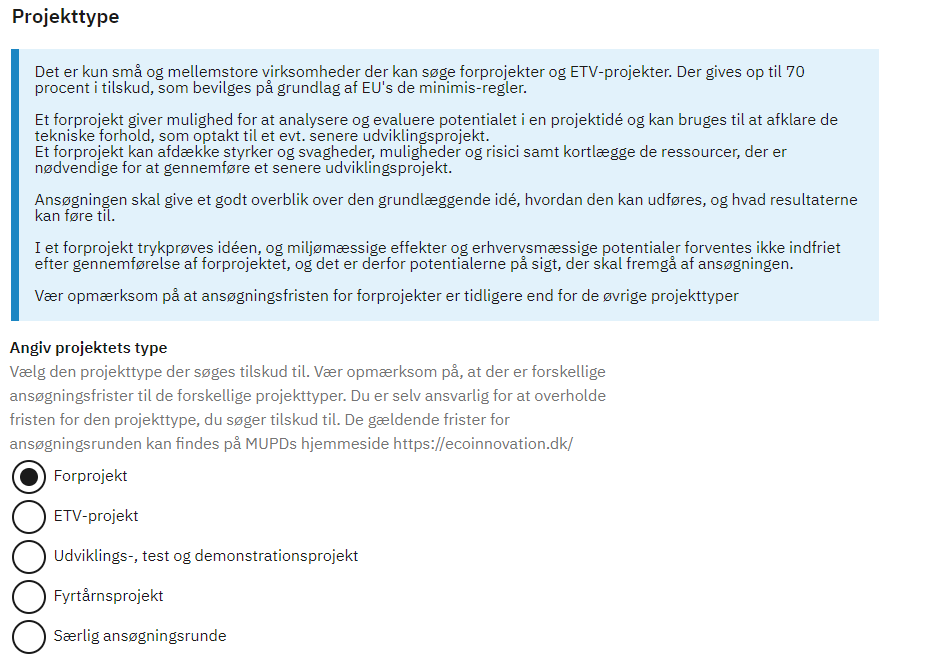 Projekttype
Det er kun små og mellemstore virksomheder der kan søge forprojekter og ETV-projekter. Der gives op til 70
procent i tilskud, som bevilges på grundlag af EU's de minimis-regler.
Et forprojekt giver mulighed for at analysere og evaluere potentialet i en projektidé og kan bruges til at afklare de
tekniske forhold, som optakt til et evt. senere udviklingsprojekt.
Et forprojekt kan afdække styrker og svagheder, muligheder og risici samt kortlægge de ressourcer, der er
nødvendige for at gennemføre et senere udviklingsprojekt.
Ansøgningen skal give et godt overblik over den grundlæggende idé, hvordan den kan udføres, og hvad resultaterne
kan føre til.
I et forprojekt trykprøves idéen, og miljømæssige effekter og erhvervsmæssige potentialer forventes ikke indfriet
efter gennemførelse af forprojektet, og det er derfor potentialerne på sigt, der skal fremgå af ansøgningen.
Vær opmærksom på at ansøgningsfristen for forprojekter er tidligere end for de øvrige projekttyper
Angiv projektets type
Vælg den projekttype der søges tilskud til. Vær opmærksom på, at der er forskellige
ansøgningsfrister til de forskellige projekttyper. Du er selv ansvarlig for at overholde
fristen for den projekttype, du søger tilskud til. De gældende frister for
ansøgningsrunden kan findes på MUPDs hjemmeside https://ecoinnovation.dk/
Forprojekt
ETV-projekt
Udviklings-, test og demonstrationsprojekt
Fyrtårnsprojekt
Særlig ansøgningsrunde